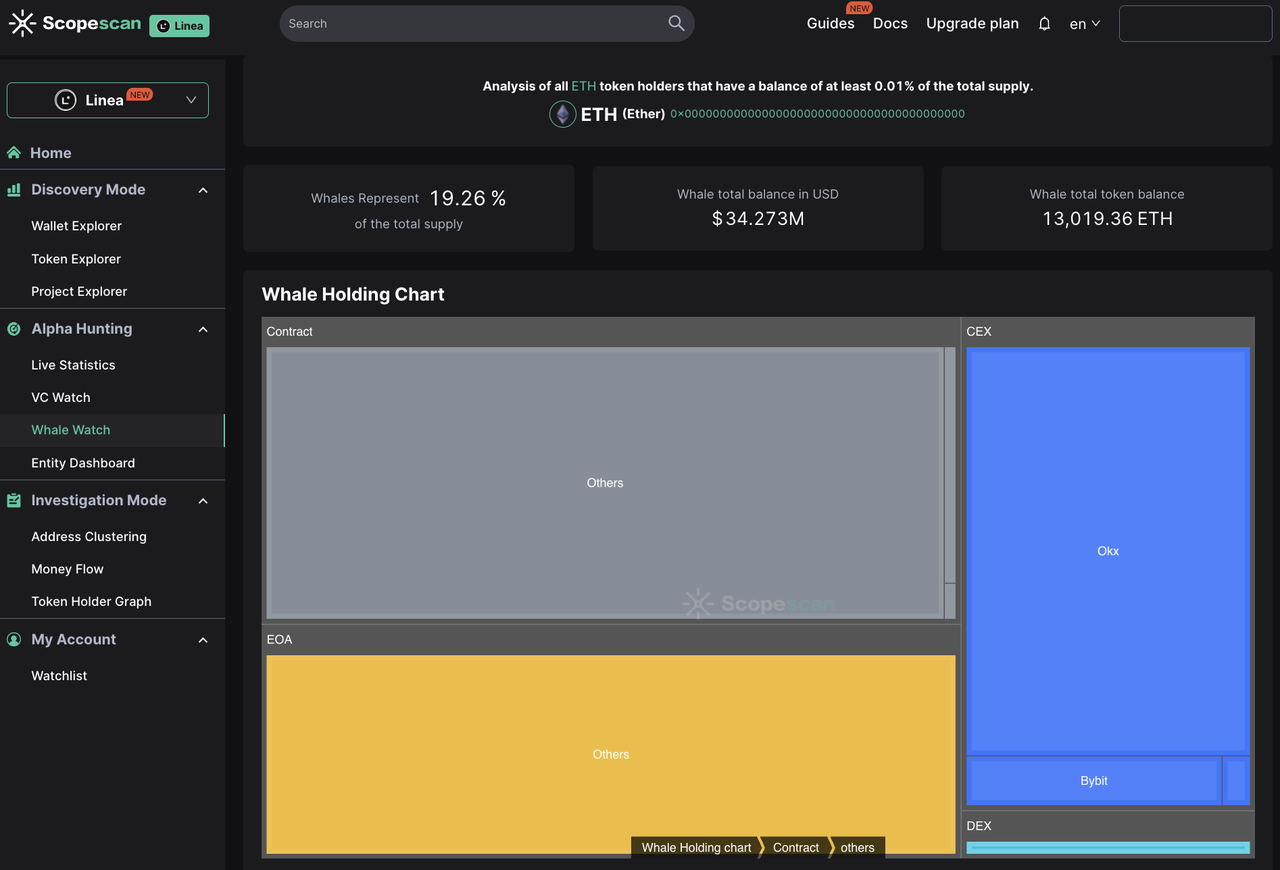 Scopescan Linea
Search
Guides NEW Docs Upgrade plan en
Linea NEW
Home
Discovery Mode
Wallet Explorer
Token Explorer
Project Explorer
Alpha Hunting
Live Statistics
VC Watch
Whale Watch
Entity Dashboard
Investigation Mode
Address Clustering
Money Flow
Token Holder Graph
My Account
Watchlist
Analysis of all ETH token holders that have a balance of at least 0.01% of the total supply.
ETH (Ether) 0x0000000000000000000000000000000000000000
Whales Represent 19.26 %
of the total supply
Whale total balance in USD
$34.273M
Whale total token balance
13,019.36 ETH
Whale Holding Chart
Contract
Others
Scopescan
EOA
Others
Whale Holding chart Contract others
CEX
Okx
Bybit
DEX